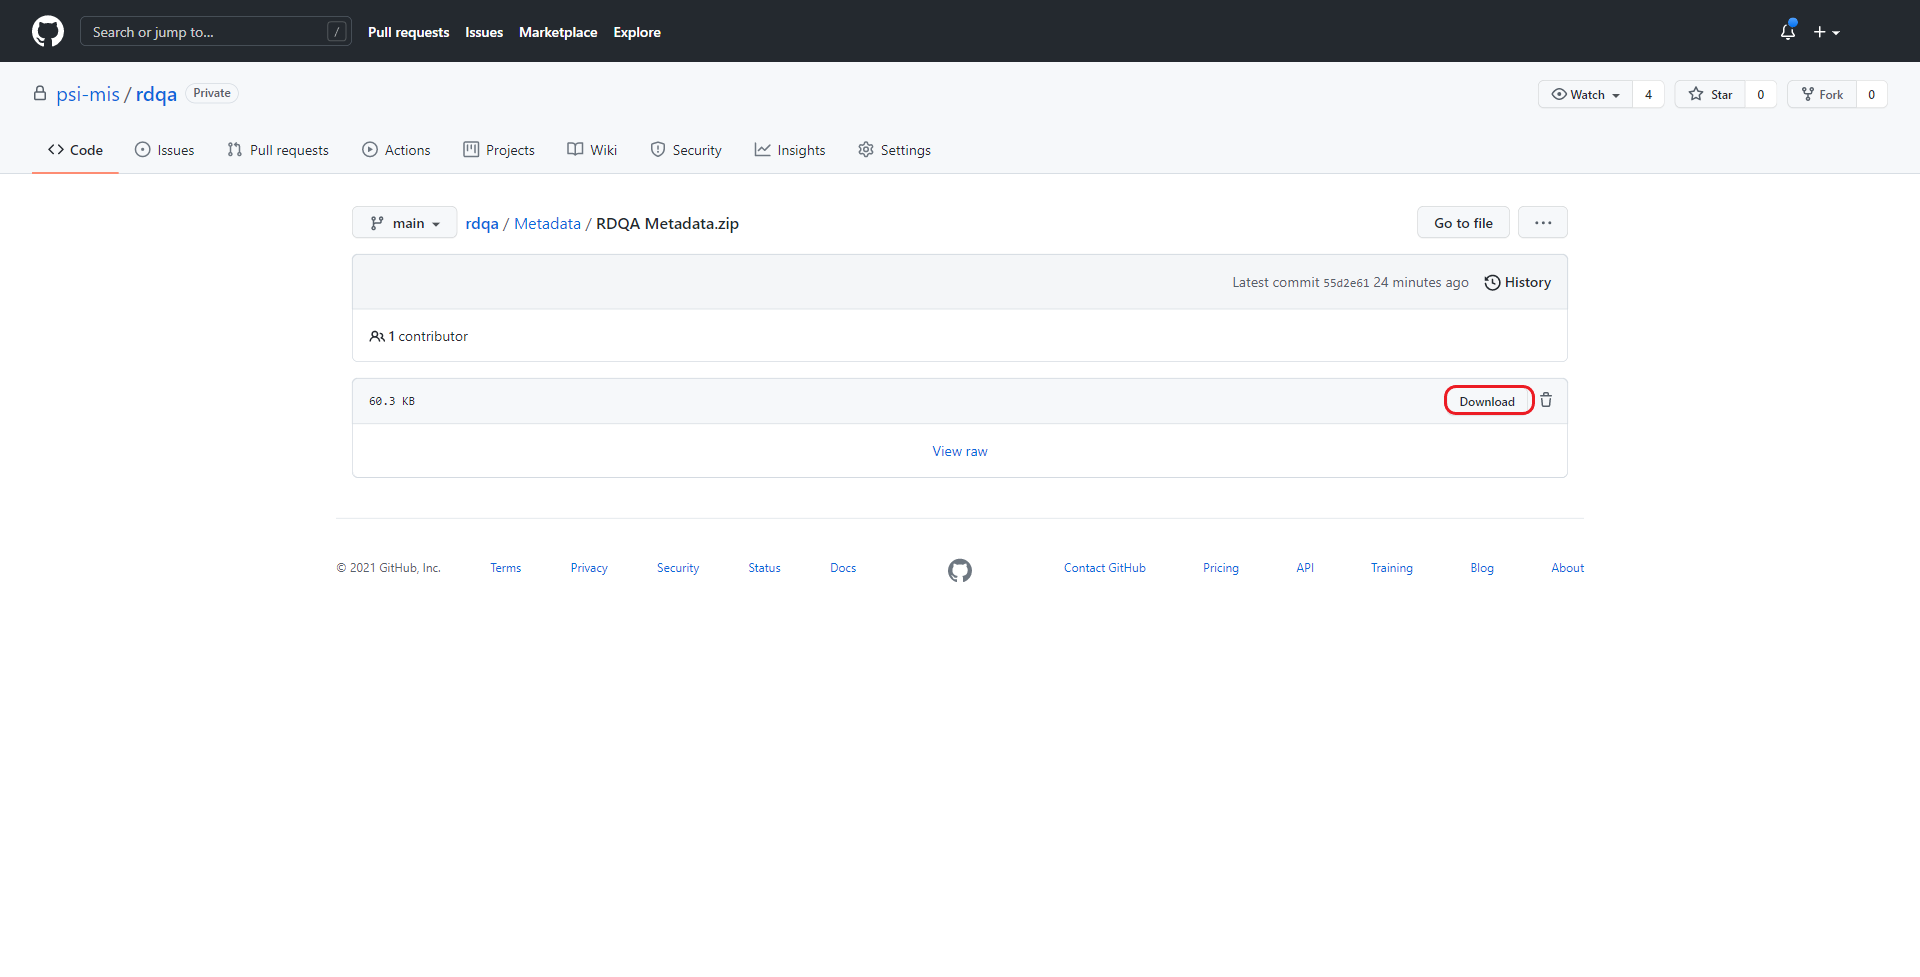 Search or jump to... /
Pull requests Issues Marketplace Explore
psi-mis / rdqa Private
Watch 4 Star 0 Fork 0
Code Issues Pull requests Actions Projects Wiki Security Insights Settings
main rdqa / Metadata / RDQA Metadata.zip Go to file ...
Latest commit 55d2e61 24 minutes ago History
1 contributor
60.3 KB Download
View raw
© 2021 GitHub, Inc. Terms Privacy Security Status Docs Contact GitHub Pricing API Training Blog About